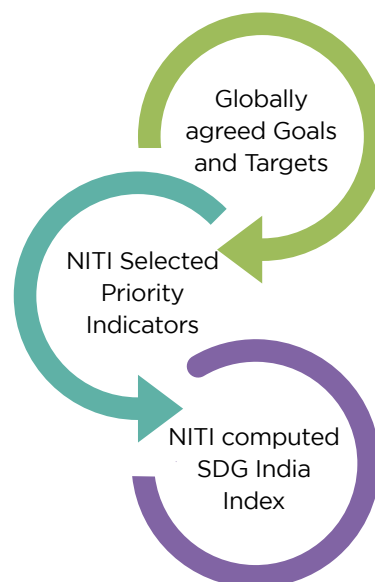 Globally
agreed Goals
and Targets
NITI Selected
Priority
Indicators
NITI computed
SDG India
Index